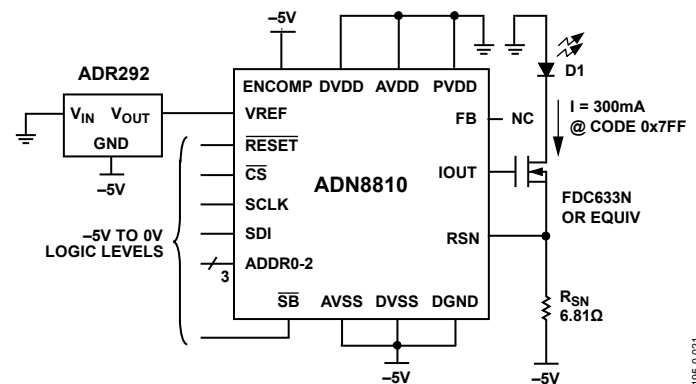 –5V
ADR292
VIN VOUT
GND
–5V
ENCOMP DVDD AVDD PVDD
VREF
RESET
CS
SCLK
SDI
ADDR0-2
3
SB AVSS DVSS DGND
ADN8810
FB NC
IOUT
RSN
–5V TO 0V
LOGIC LEVELS
D1
I = 300mA
@ CODE 0x7FF
FDC633N
OR EQUIV
RSN
6.81Ω
–5V
–5V